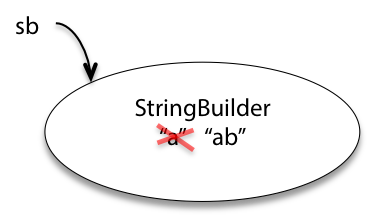 sb
StringBuilder
“a” “ab”